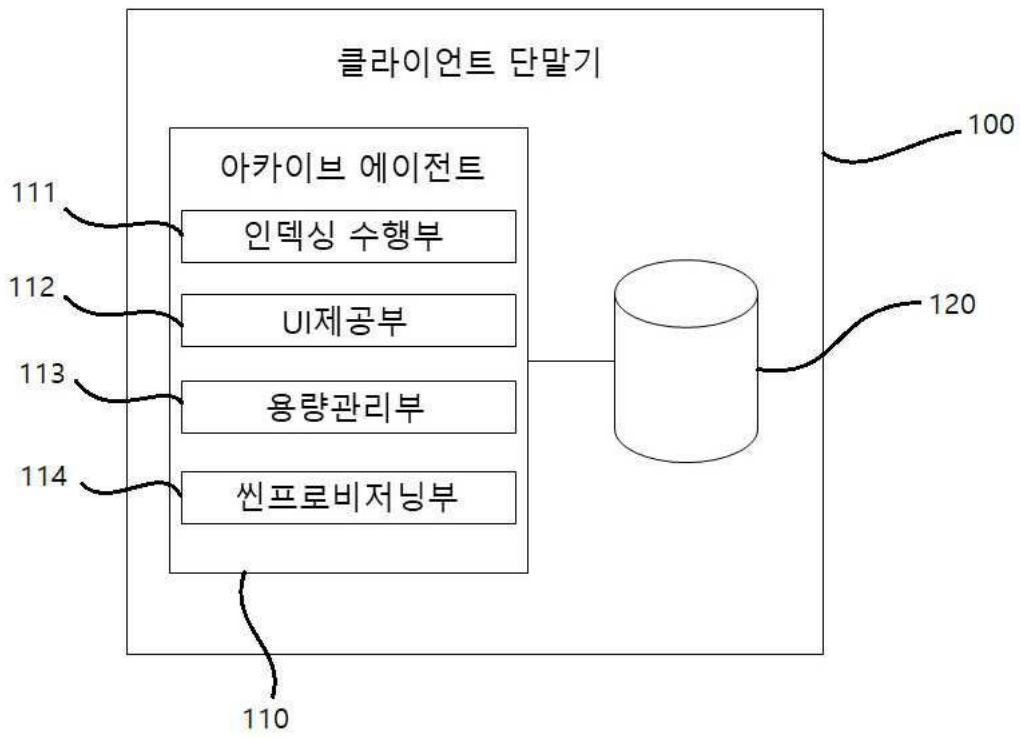 클라이언트 단말기
100
아카이브 에이전트
111
인덱싱 수행부
112
UI제공부
120
113
용량관리부
114
씬프로비저닝부
110